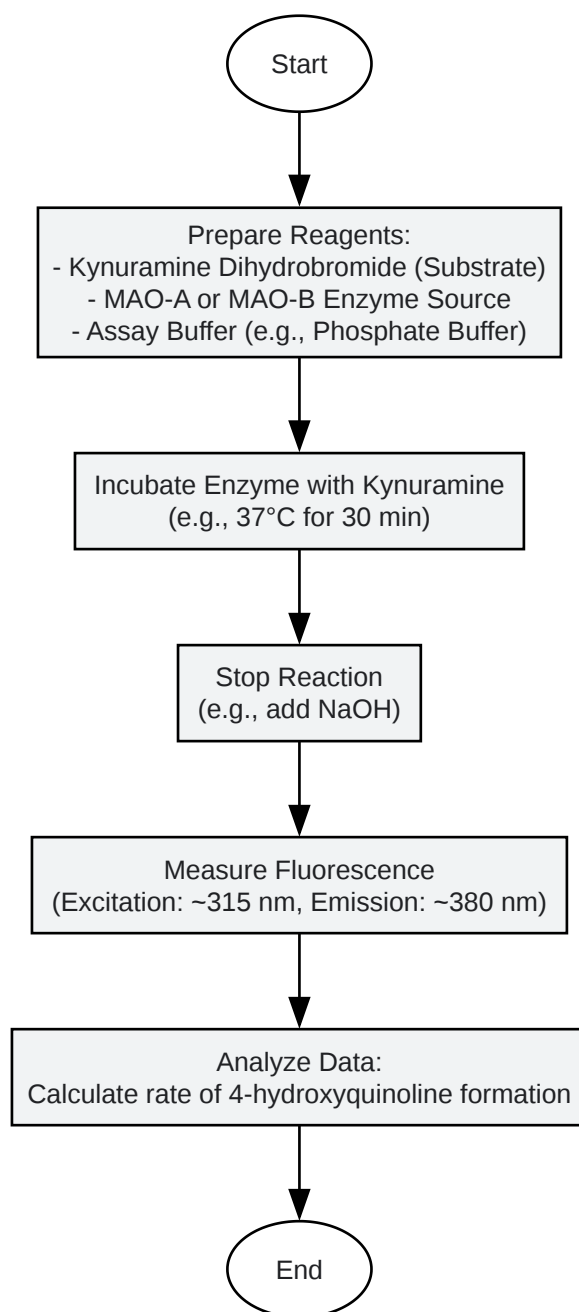 Start
Prepare Reagents:
- Kynuramine Dihydrobromide (Substrate)
- MAO-A or MAO-B Enzyme Source
- Assay Buffer (e.g., Phosphate Buffer)
Incubate Enzyme with Kynuramine
(e.g., 37°C for 30 min)
Stop Reaction
(e.g., add NaOH)
Measure Fluorescence
(Excitation: ~315 nm, Emission: ~380 nm)
Analyze Data:
Calculate rate of 4-hydroxyquinoline formation
End